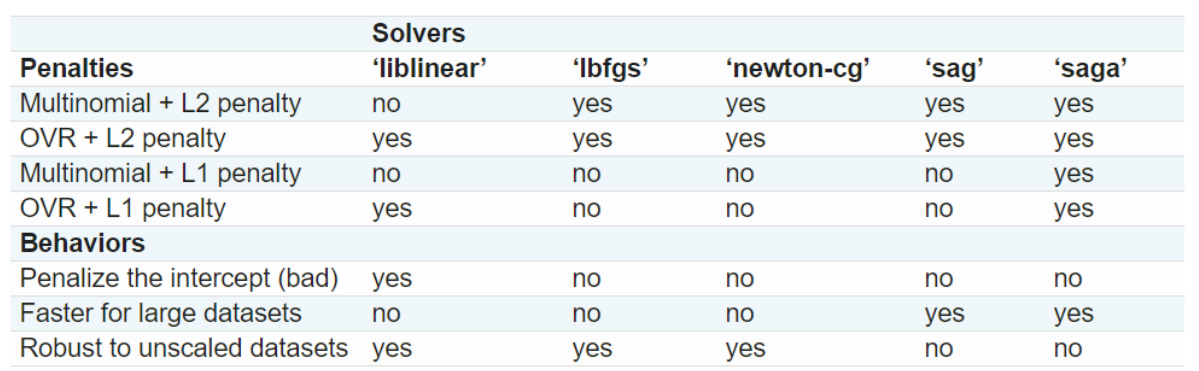 Solvers
Penalties ‘liblinear’ ‘lbfgs’ ‘newton-cg’ ‘sag’ ‘saga’
Multinomial + L2 penalty no yes yes yes yes
OVR + L2 penalty yes yes yes yes yes
Multinomial + L1 penalty no no no no yes
OVR + L1 penalty yes no no no yes
Behaviors
Penalize the intercept (bad) yes no no no no
Faster for large datasets no no no yes yes
Robust to unscaled datasets yes yes yes no no